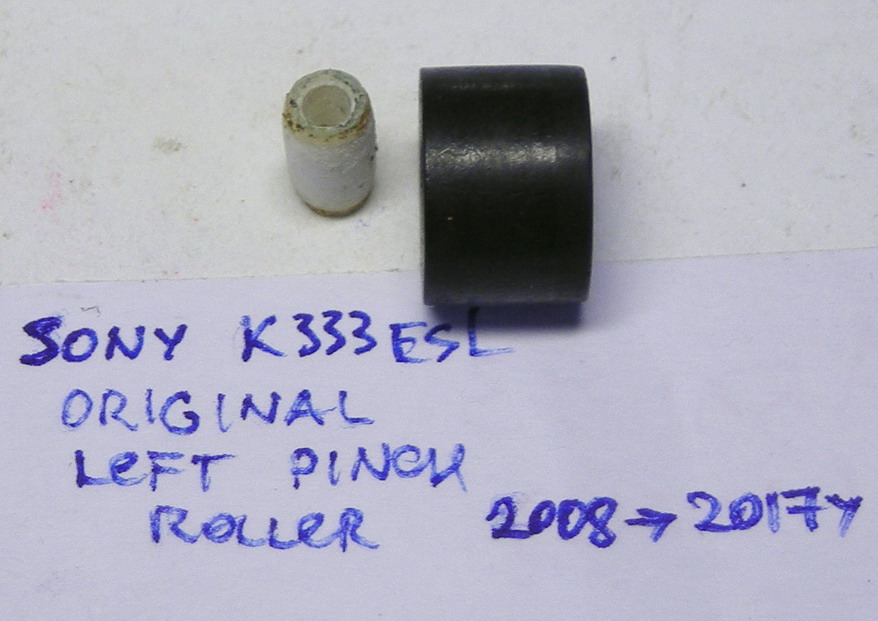 SONY K333ESL
ORIGINAL
LEFT PINCH
ROLLER 2008→2017y